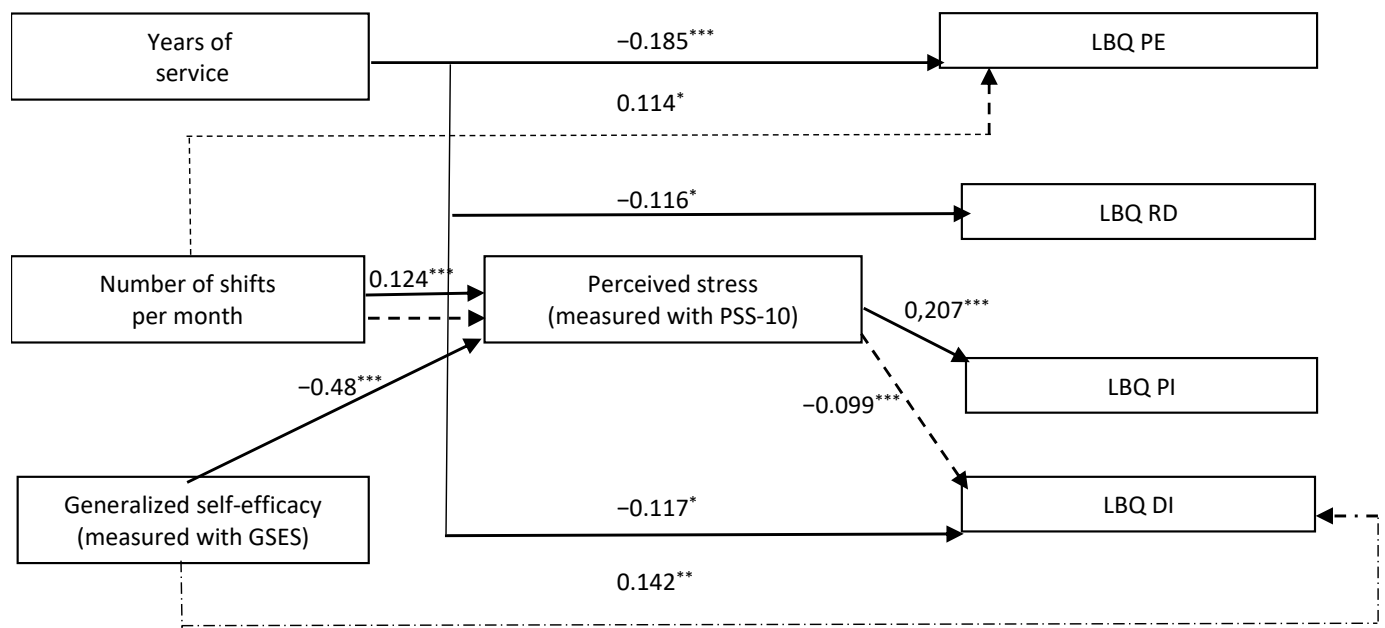 Years of
service
−0.185***
LBQ PE
0.114*
−0.116*
LBQ RD
Number of shifts
per month
0.124***
Perceived stress
(measured with PSS-10)
0,207***
LBQ PI
−0.48***
−0.099***
Generalized self-efficacy
(measured with GSES)
−0.117*
LBQ DI
0.142**